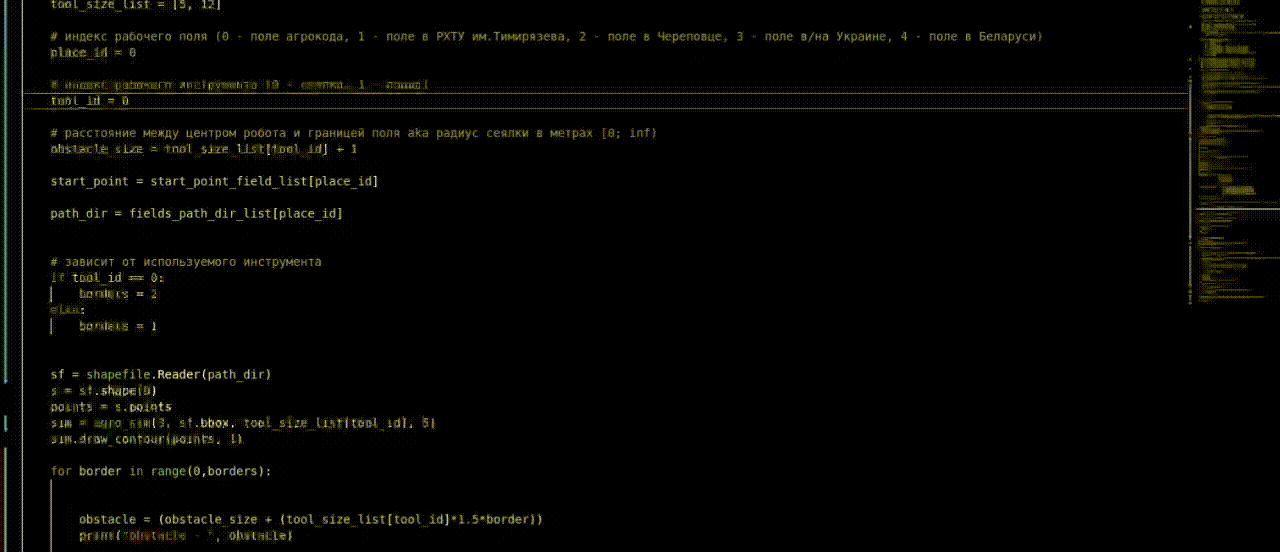 tool_size_list = [5, 12]
# индекс рабочего поля (0 - поле агрокода, 1 - поле в РХТУ им.Тимирязева, 2 - поле в Череповце, 3 - поле в/на Украине, 4 - поле в Беларуси)
place_id = 0
# индекс рабочего инструмента (0 - сеялка, 1 -
tool_id = 0
# расстояние между центром робота и границей поля aka радиус сеялки в метрах [0; inf)
obstacle_size = tool_size_list[tool_id] + 1
start_point = start_point_field_list[place_id]
path_dir = fields_path_dir_list[place_id]
# зависит от используемого инструмента
if tool_id == 0:
    borders = 2
else:
    borders = 1
sf = shapefile.Reader(path_dir)
s = sf.shape(0)
points = s.points
sim = agro_sim(3, sf.bbox, tool_size_list[tool_id], 5)
sim.draw_contour(points, 1)
for border in range(0,borders):
    obstacle = (obstacle_size + (tool_size_list[tool_id]*1.5*border))
    print("obstacle - ", obstacle)